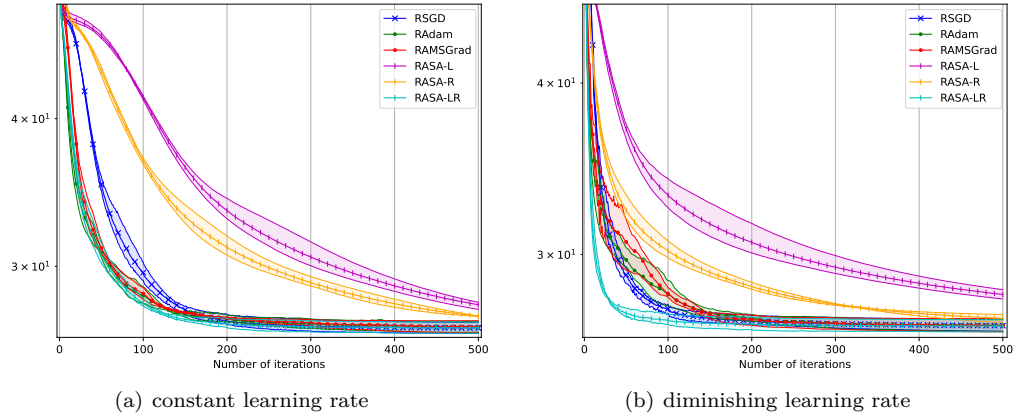 RSGD
RAdam
RAMSGrad
RASA-L
RASA-R
RASA-LR
4 × 10¹
3 × 10¹
0 100 200 300 400 500
Number of iterations
(a) constant learning rate
RSGD
RAdam
RAMSGrad
RASA-L
RASA-R
RASA-LR
4 × 10¹
3 × 10¹
0 100 200 300 400 500
Number of iterations
(b) diminishing learning rate